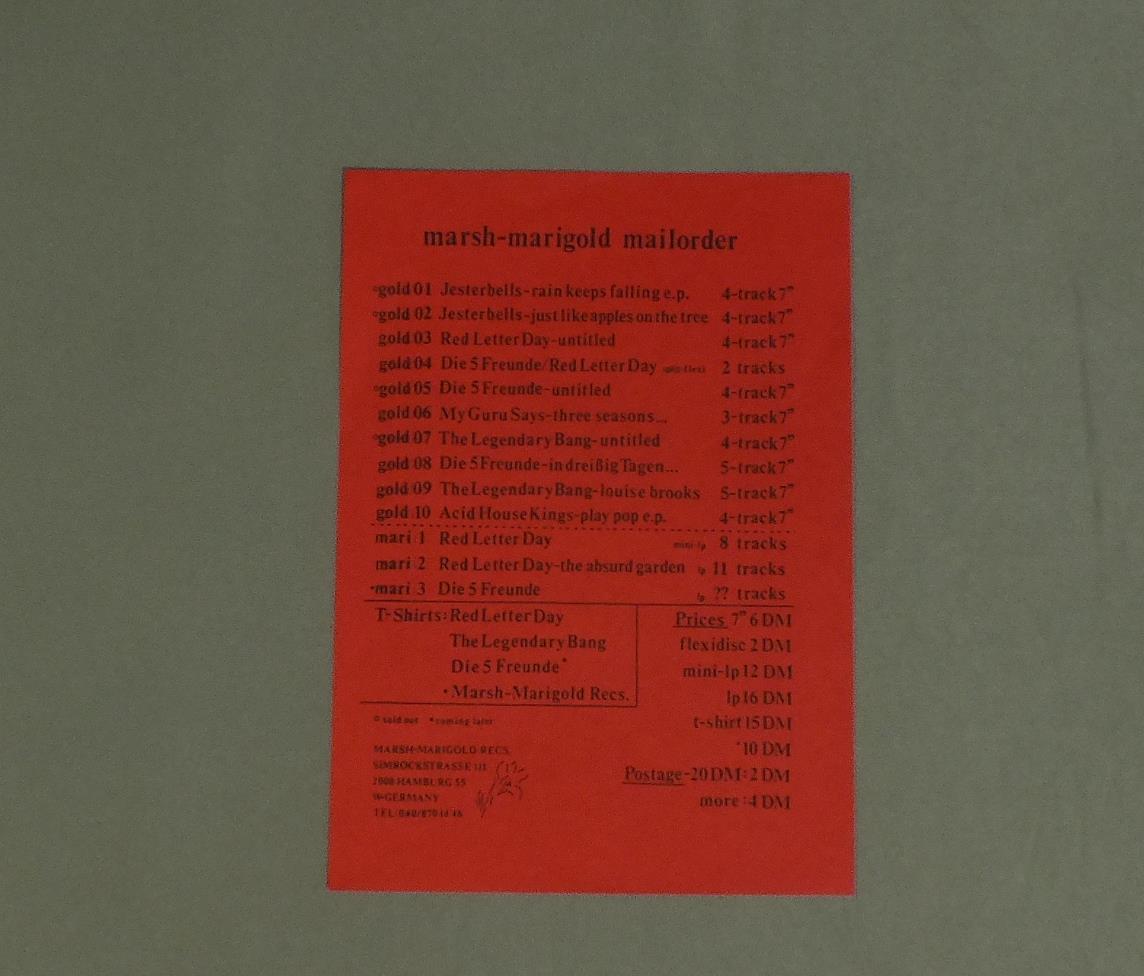 marsh-marigold mailorder
°gold 01 Jesterbells-rain keeps falling e.p. 4-track 7"
°gold 02 Jesterbells-just like apples on the tree 4-track 7"
gold 03 Red Letter Day-untitled 4-track 7"
gold 04 Die 5 Freunde/Red Letter Day split-flexi 2 tracks
°gold 05 Die 5 Freunde-untitled 4-track 7"
gold 06 My Guru Says-three seasons... 3-track 7"
°gold 07 The Legendary Bang-untitled 4-track 7"
gold 08 Die 5 Freunde-in dreißig Tagen... 5-track 7"
gold 09 The Legendary Bang-louise brooks 5-track 7"
gold 10 Acid House Kings-play pop e.p. 4-track 7"
mari 1 Red Letter Day mini-lp 8 tracks
mari 2 Red Letter Day-the absurd garden lp 11 tracks
*mari 3 Die 5 Freunde lp ?? tracks
T-Shirts: Red Letter Day
The Legendary Bang
Die 5 Freunde*
*Marsh-Marigold Recs.
Prices 7" 6 DM
flexidisc 2 DM
mini-lp 12 DM
lp 16 DM
t-shirt 15 DM
*10 DM
Postage-20 DM: 2 DM
more: 4 DM
° sold out *coming later
MARSH-MARIGOLD RECS.
SIMROCKSTRASSE
2000 HAMBURG 55
W-GERMANY
TEL/040/870